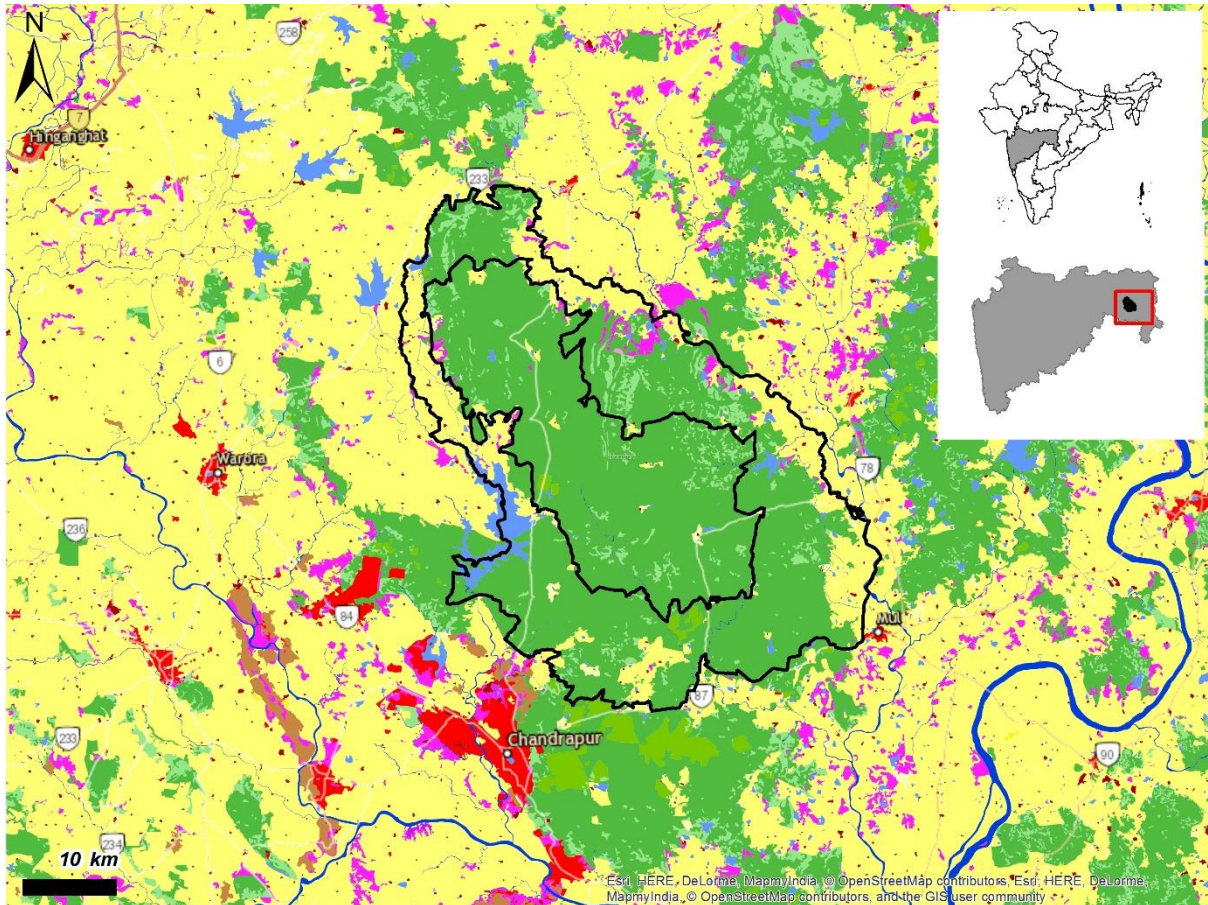 N
258
7
Hinganghat
233
6
Warora
78
236
84
Mul
87
Chandrapur
233
90
234
10 km
Esri, HERE, DeLorme, MapmyIndia, © OpenStreetMap contributors, Esri, HERE, DeLorme,
MapmyIndia, © OpenStreetMap contributors, and the GIS user community